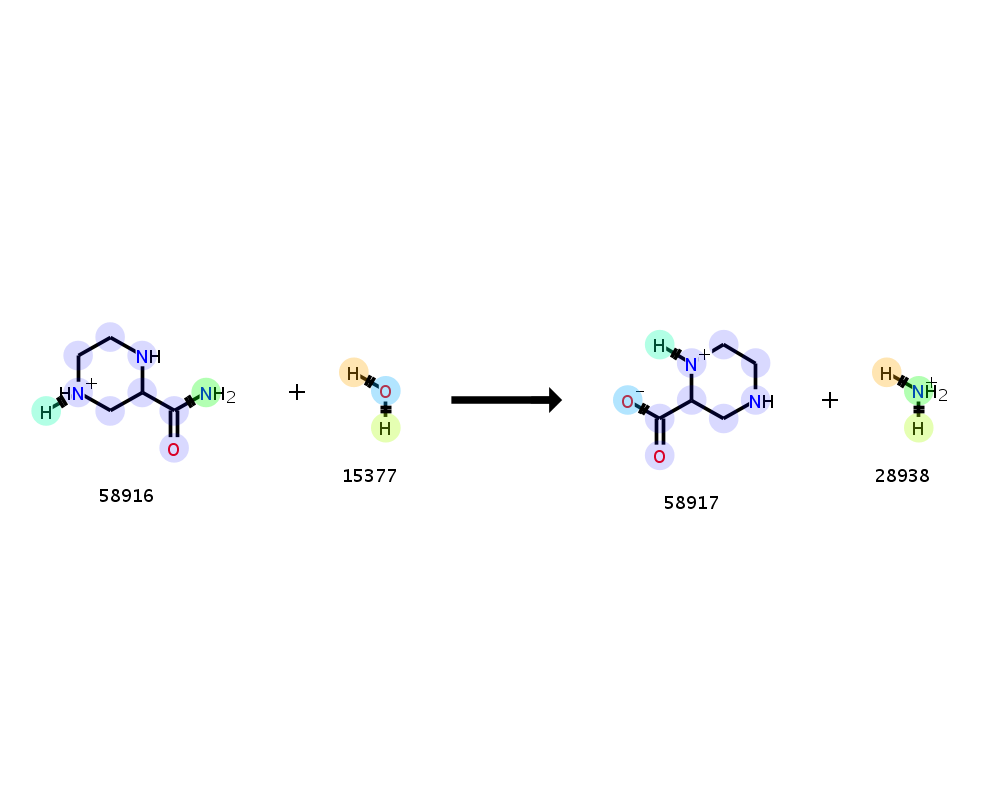 NH
HN+
H
NH2
O
58916
+
H
O
H
15377
H
N+
O-
NH
O
58917
+
H
NH2+
H
28938